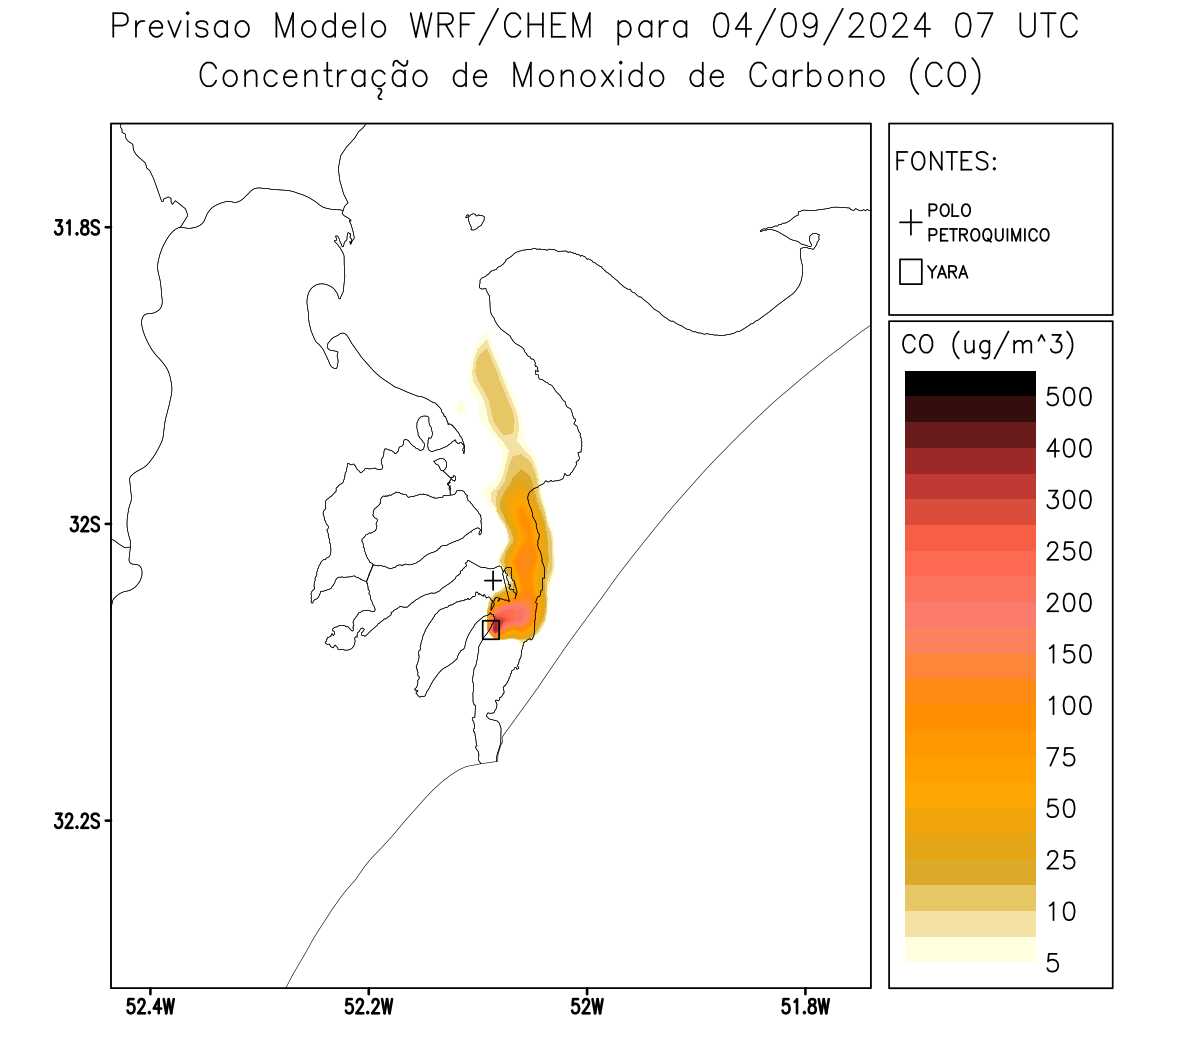 Previsao Modelo WRF/CHEM para 04/09/2024 07 UTC
Concentração de Monoxido de Carbono (CO)
FONTES:
POLO
PETROQUIMICO
YARA
CO (ug/m^3)
500
400
300
250
200
150
100
75
50
25
10
5
31.8S
32S
32.2S
52.4W 52.2W 52W 51.8W